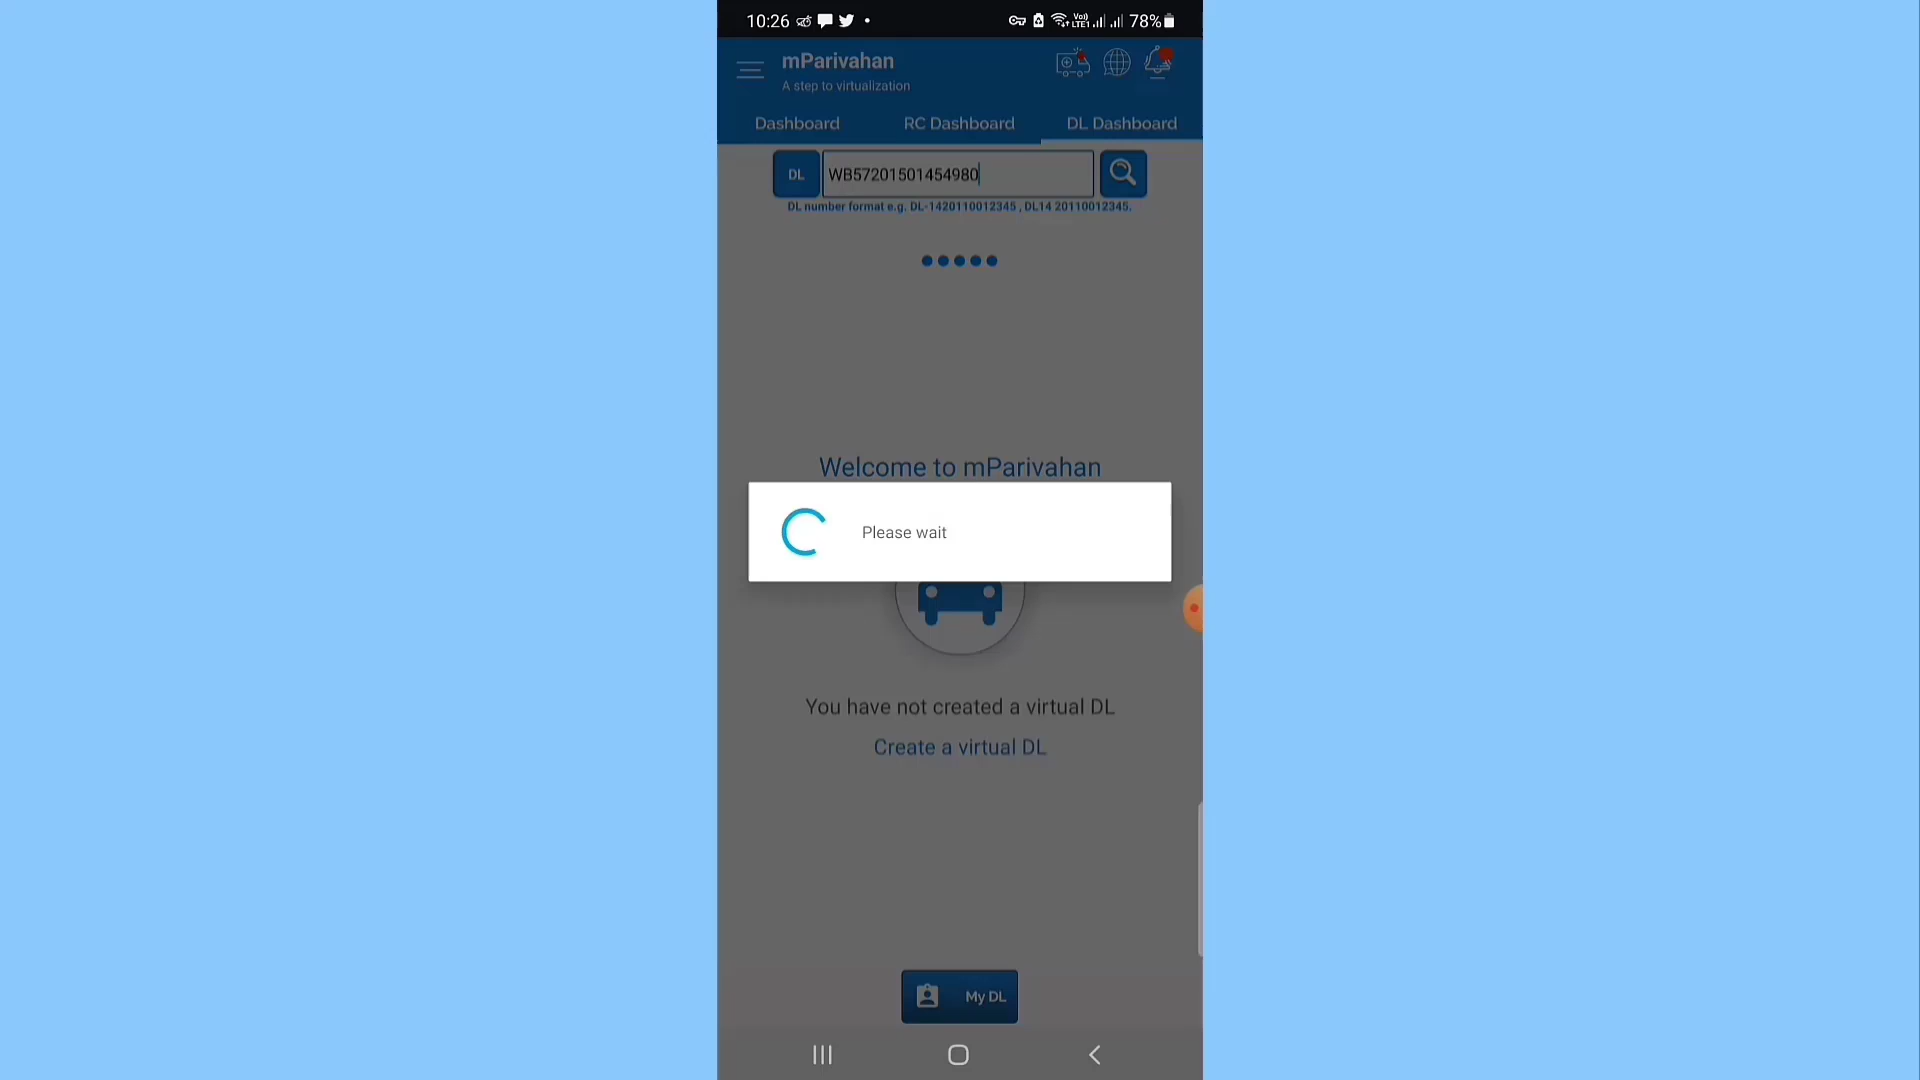 10:26 78%
mParivahan
A step to virtualization
Dashboard RC Dashboard DL Dashboard
DL WB57201501454980
DL number format e.g. DL-1420110012345 , DL14 20110012345.
Welcome to mParivahan
Please wait
You have not created a virtual DL
Create a virtual DL
My DL